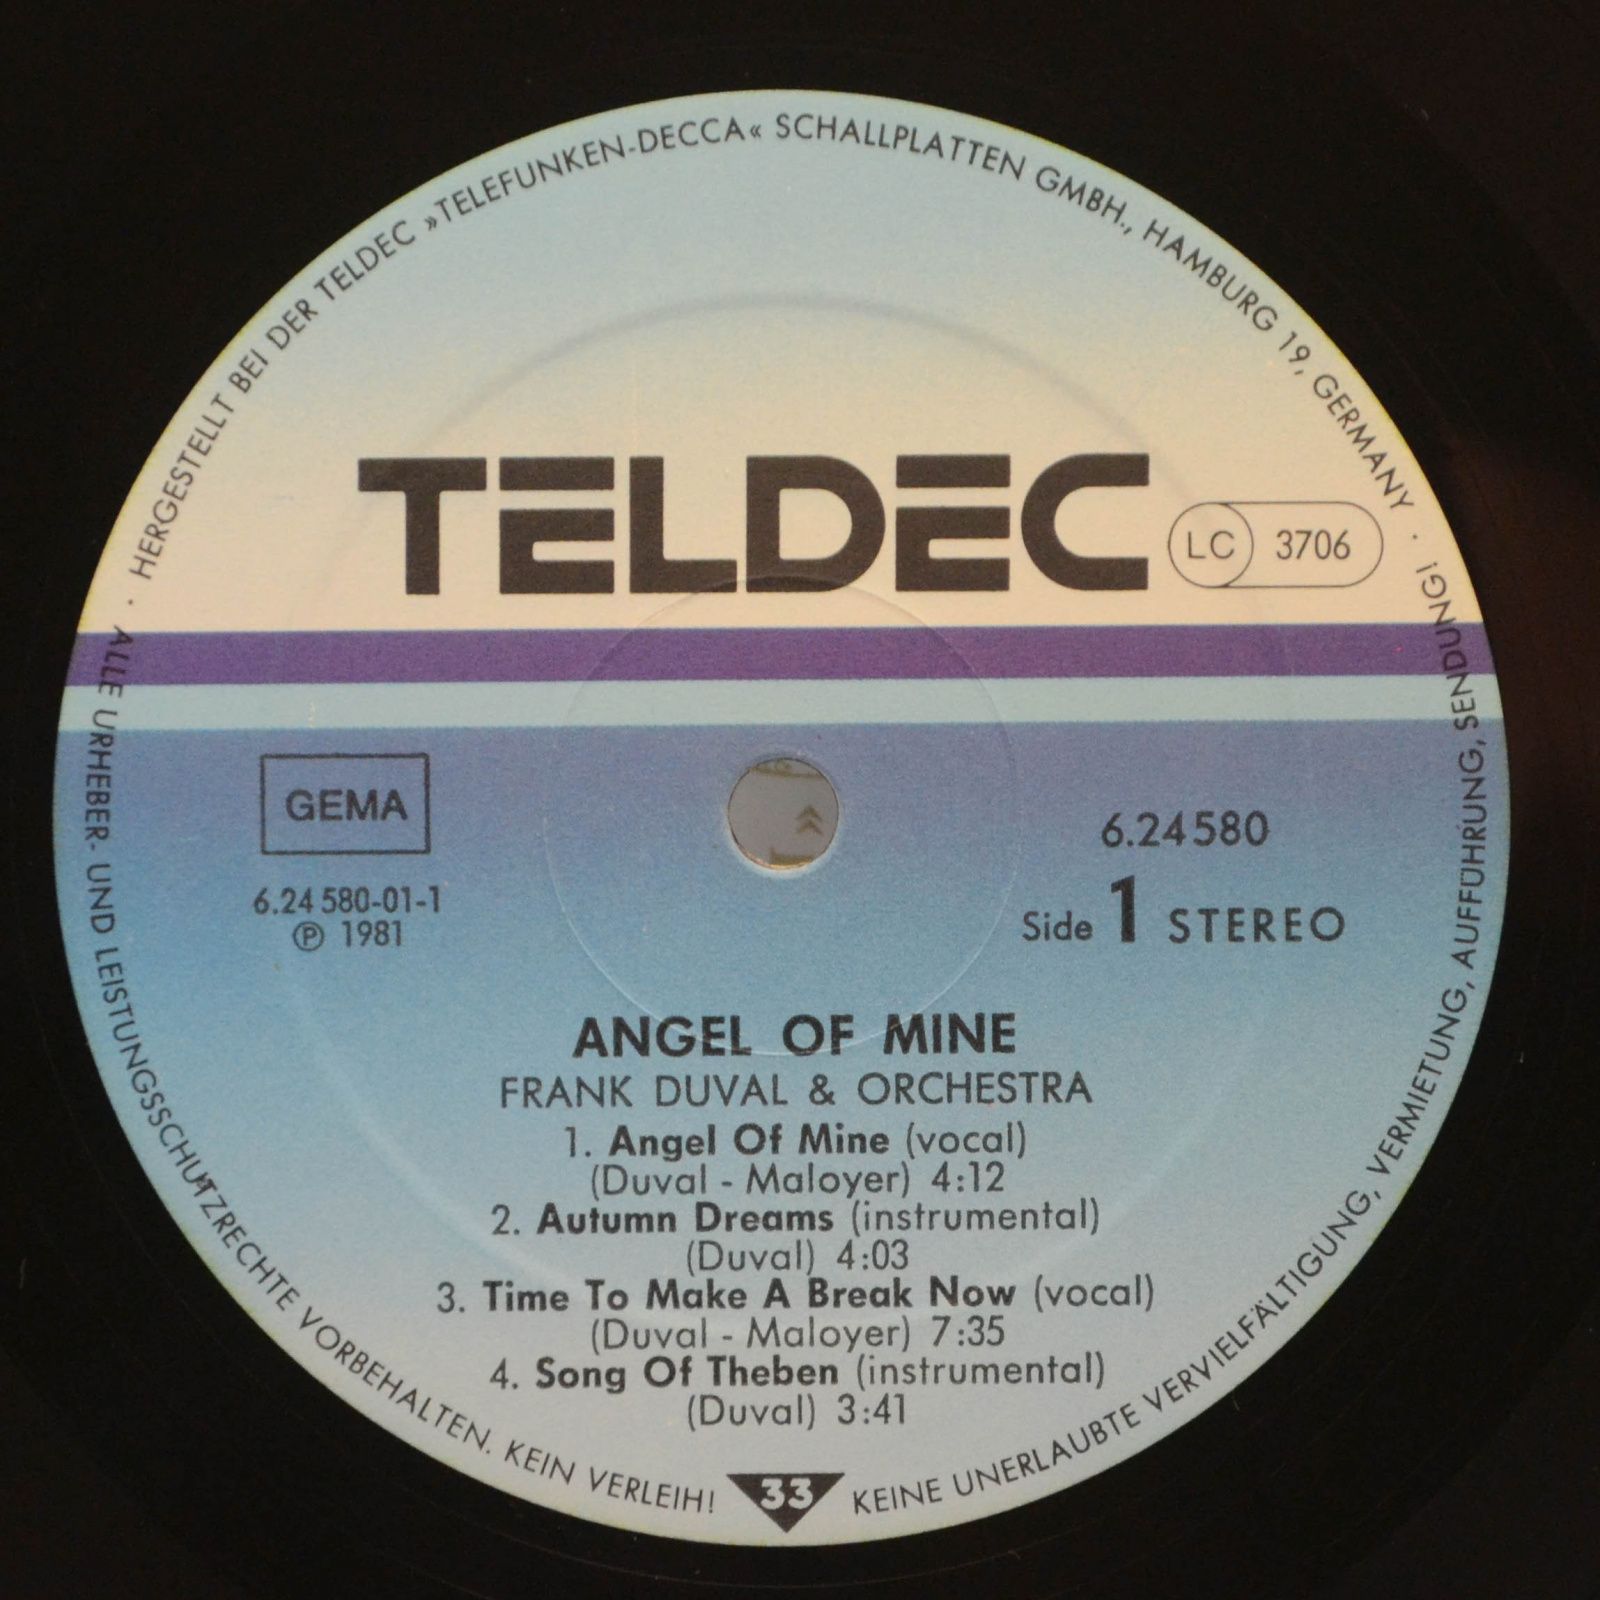 HERGESTELLT BEI DER TELDEC »TELEFUNKEN-DECCA« SCHALLPLATTEN GMBH., HAMBURG 19, GERMANY ·
TELDEC
LC 3706
GEMA
6.24 580-01-1
℗ 1981
6.24580
Side 1 STEREO
ANGEL OF MINE
FRANK DUVAL & ORCHESTRA
1. Angel Of Mine (vocal)
(Duval - Maloyer) 4:12
2. Autumn Dreams (instrumental)
(Duval) 4:03
3. Time To Make A Break Now (vocal)
(Duval - Maloyer) 7:35
4. Song Of Theben (instrumental)
(Duval) 3:41
33
· ALLE URHEBER- UND LEISTUNGSSCHUTZRECHTE VORBEHALTEN. KEIN VERLEIH! KEINE UNERLAUBTE VERVIELFÄLTIGUNG, VERMIETUNG, AUFFÜHRUNG, SENDUNG!